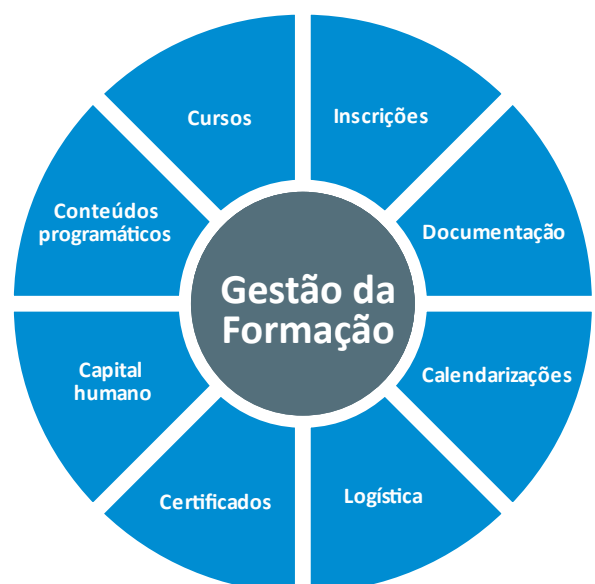 Cursos
Inscrições
Conteúdos
programáticos
Documentação
Gestão da
Formação
Capital
humano
Calendarizações
Certificados
Logística